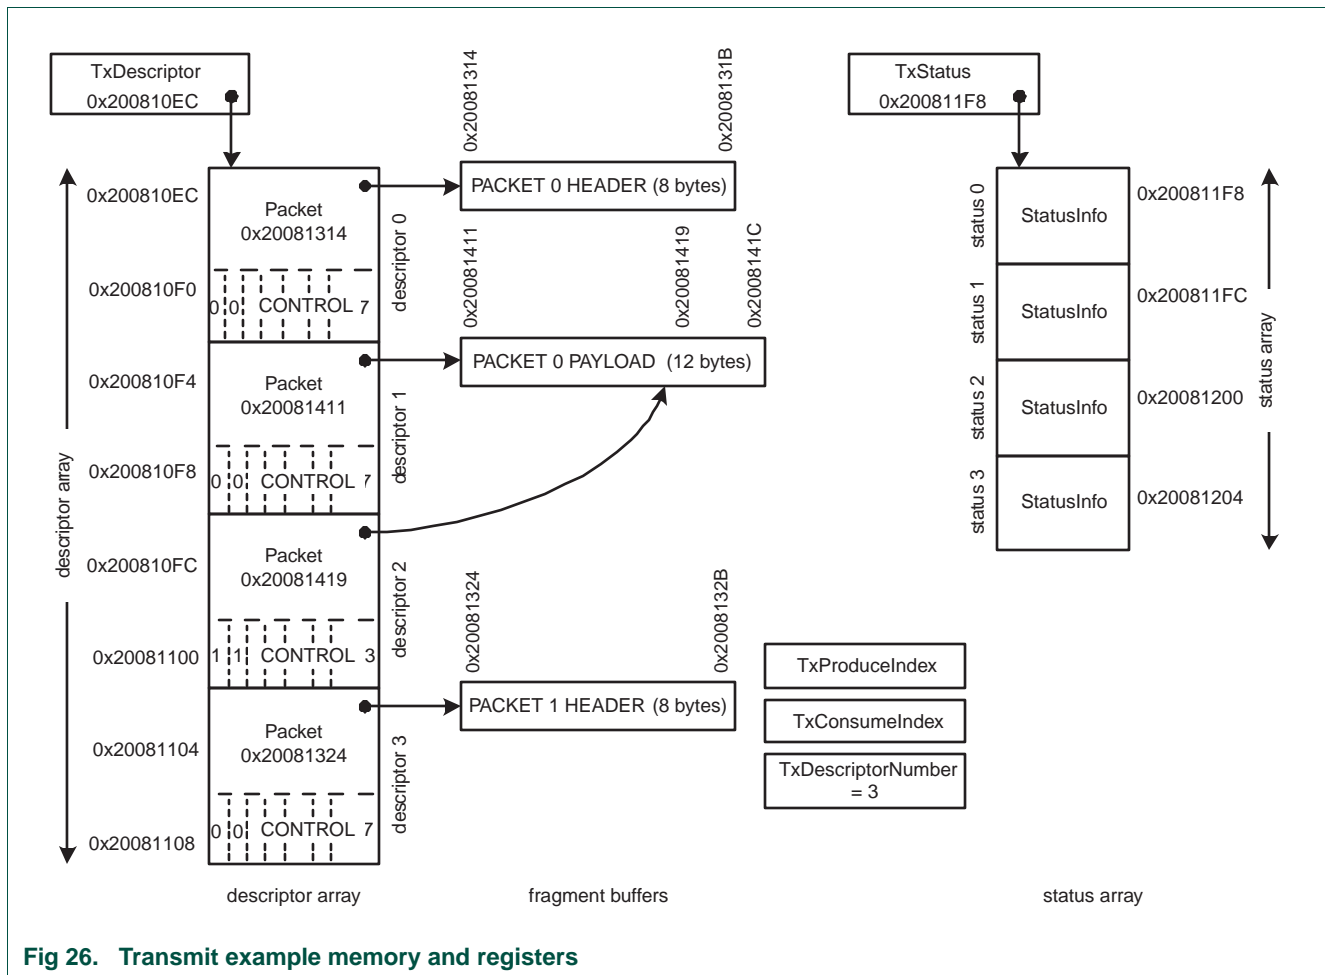 TxDescriptor
0x200810EC
0x20081314
0x2008131B
TxStatus
0x200811F8
descriptor array
0x200810EC
Packet
0x20081314
descriptor 0
PACKET 0 HEADER (8 bytes)
0x200810F0
0 0 CONTROL 7
0x20081411
0x20081419
0x2008141C
0x200810F4
Packet
0x20081411
descriptor 1
PACKET 0 PAYLOAD (12 bytes)
0x200810F8
0 0 CONTROL 7
0x200810FC
Packet
0x20081419
descriptor 2
0x20081100
1 1 CONTROL 3
0x20081324
0x2008132B
0x20081104
Packet
0x20081324
descriptor 3
PACKET 1 HEADER (8 bytes)
0x20081108
0 0 CONTROL 7
status 0
StatusInfo
0x200811F8
status 1
StatusInfo
0x200811FC
status 2
StatusInfo
0x20081200
status 3
StatusInfo
0x20081204
status array
TxProduceIndex
TxConsumeIndex
TxDescriptorNumber
= 3
descriptor array
fragment buffers
status array
Fig 26. Transmit example memory and registers